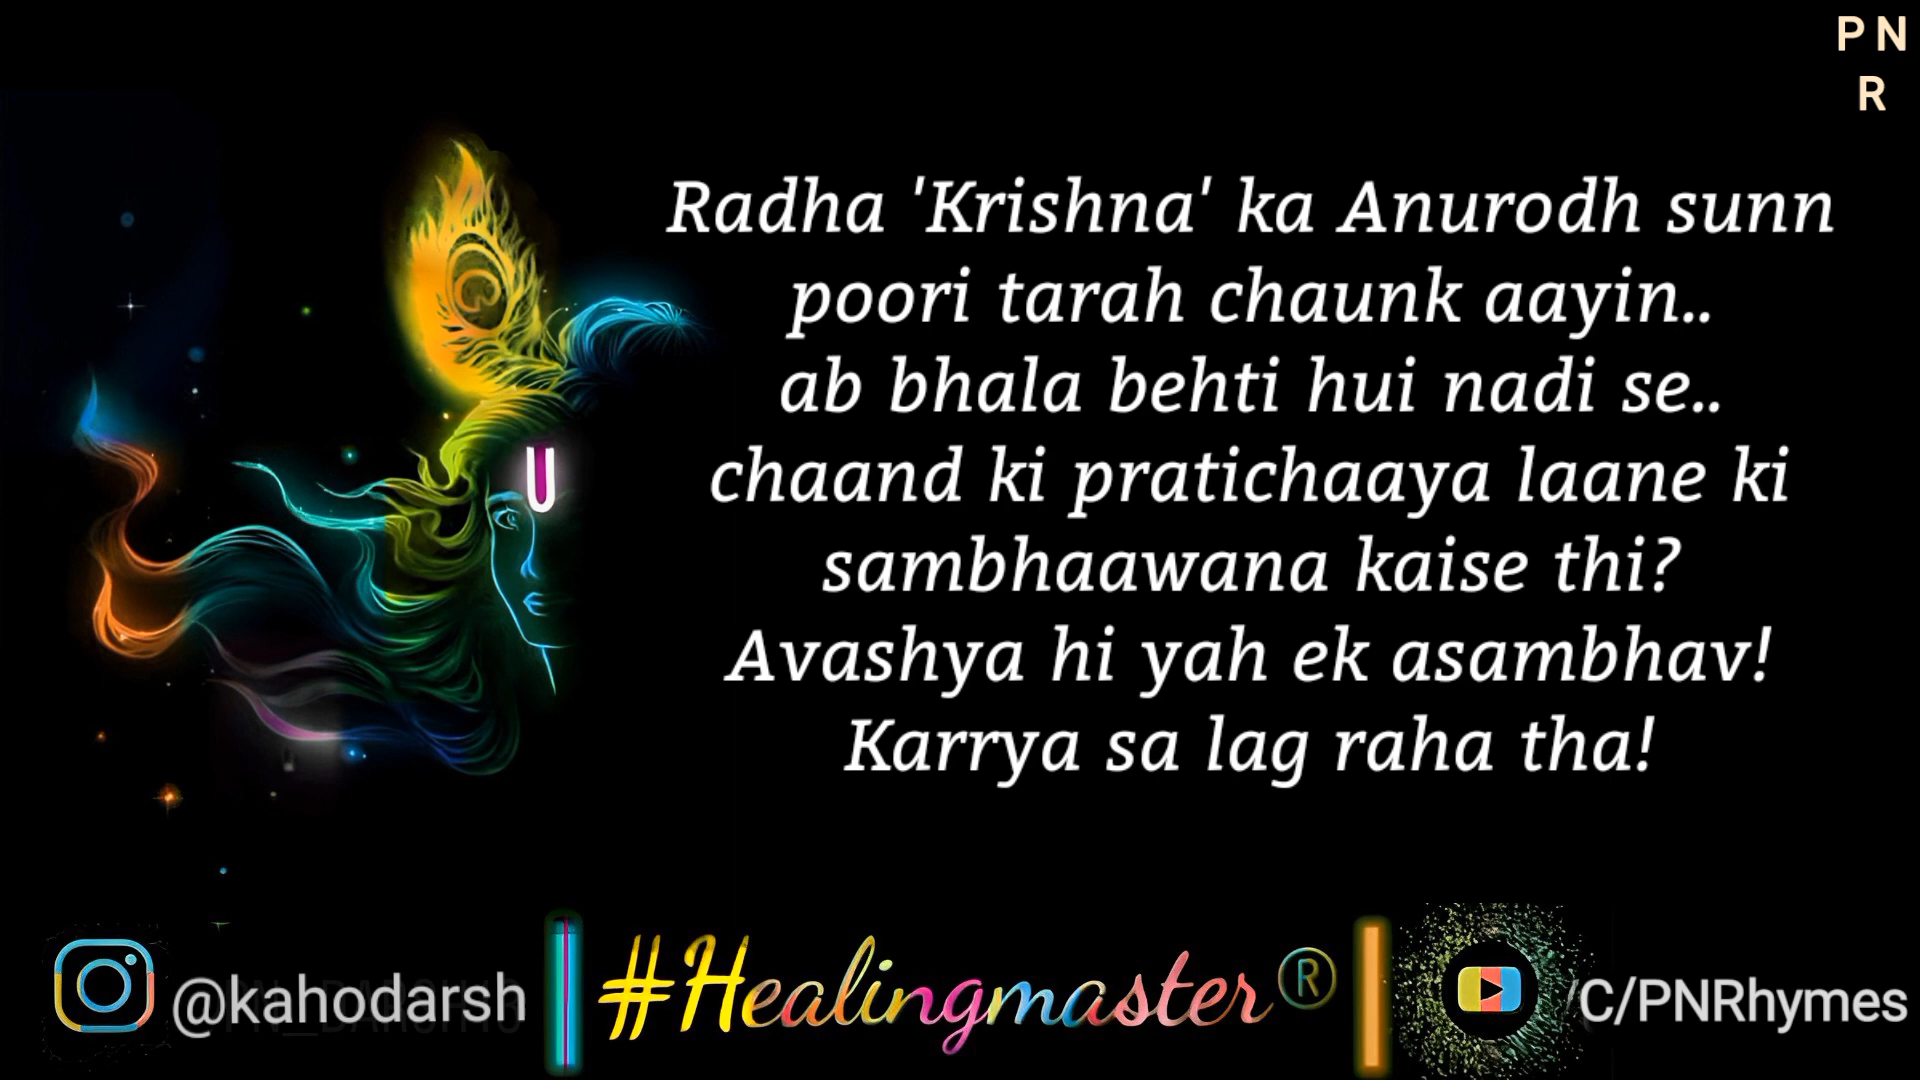 P N
R
Radha 'Krishna' ka Anurodh sunn
poori tarah chaunk aayin..
ab bhala behti hui nadi se..
chaand ki pratichaaya laane ki
sambhaawana kaise thi?
Avashya hi yah ek asambhav!
Karrya sa lag raha tha!
@kahodarsh
#Healingmaster®
C/PNRhymes